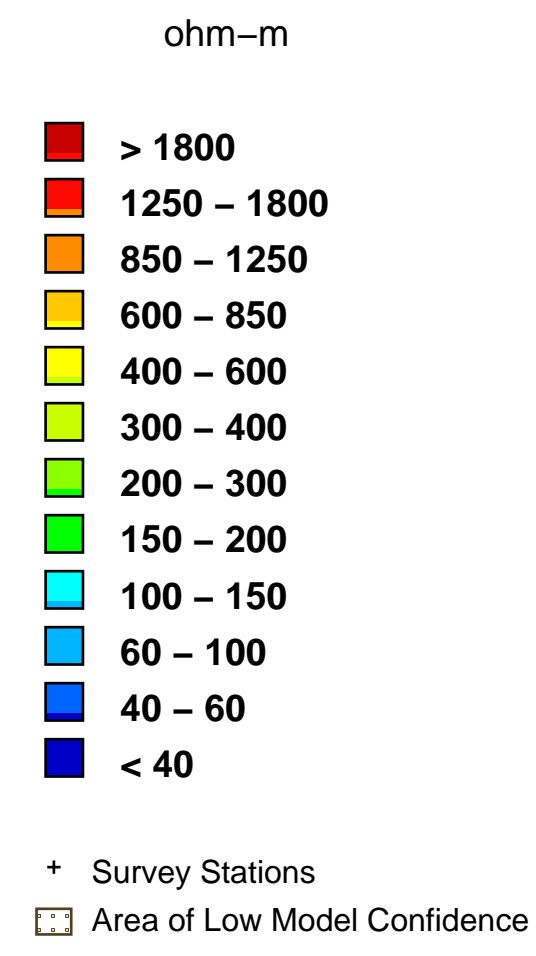 ohm−m
> 1800
1250 − 1800
850 − 1250
600 − 850
400 − 600
300 − 400
200 − 300
150 − 200
100 − 150
60 − 100
40 − 60
< 40
+ Survey Stations
Area of Low Model Confidence